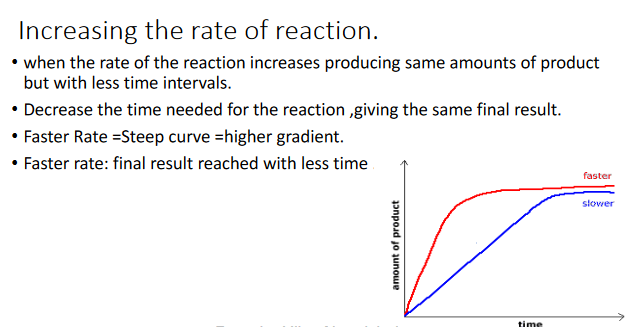 Increasing the rate of reaction.
• when the rate of the reaction increases producing same amounts of product
but with less time intervals.
• Decrease the time needed for the reaction ,giving the same final result.
• Faster Rate =Steep curve =higher gradient.
• Faster rate: final result reached with less time
faster
slower
amount of product
time